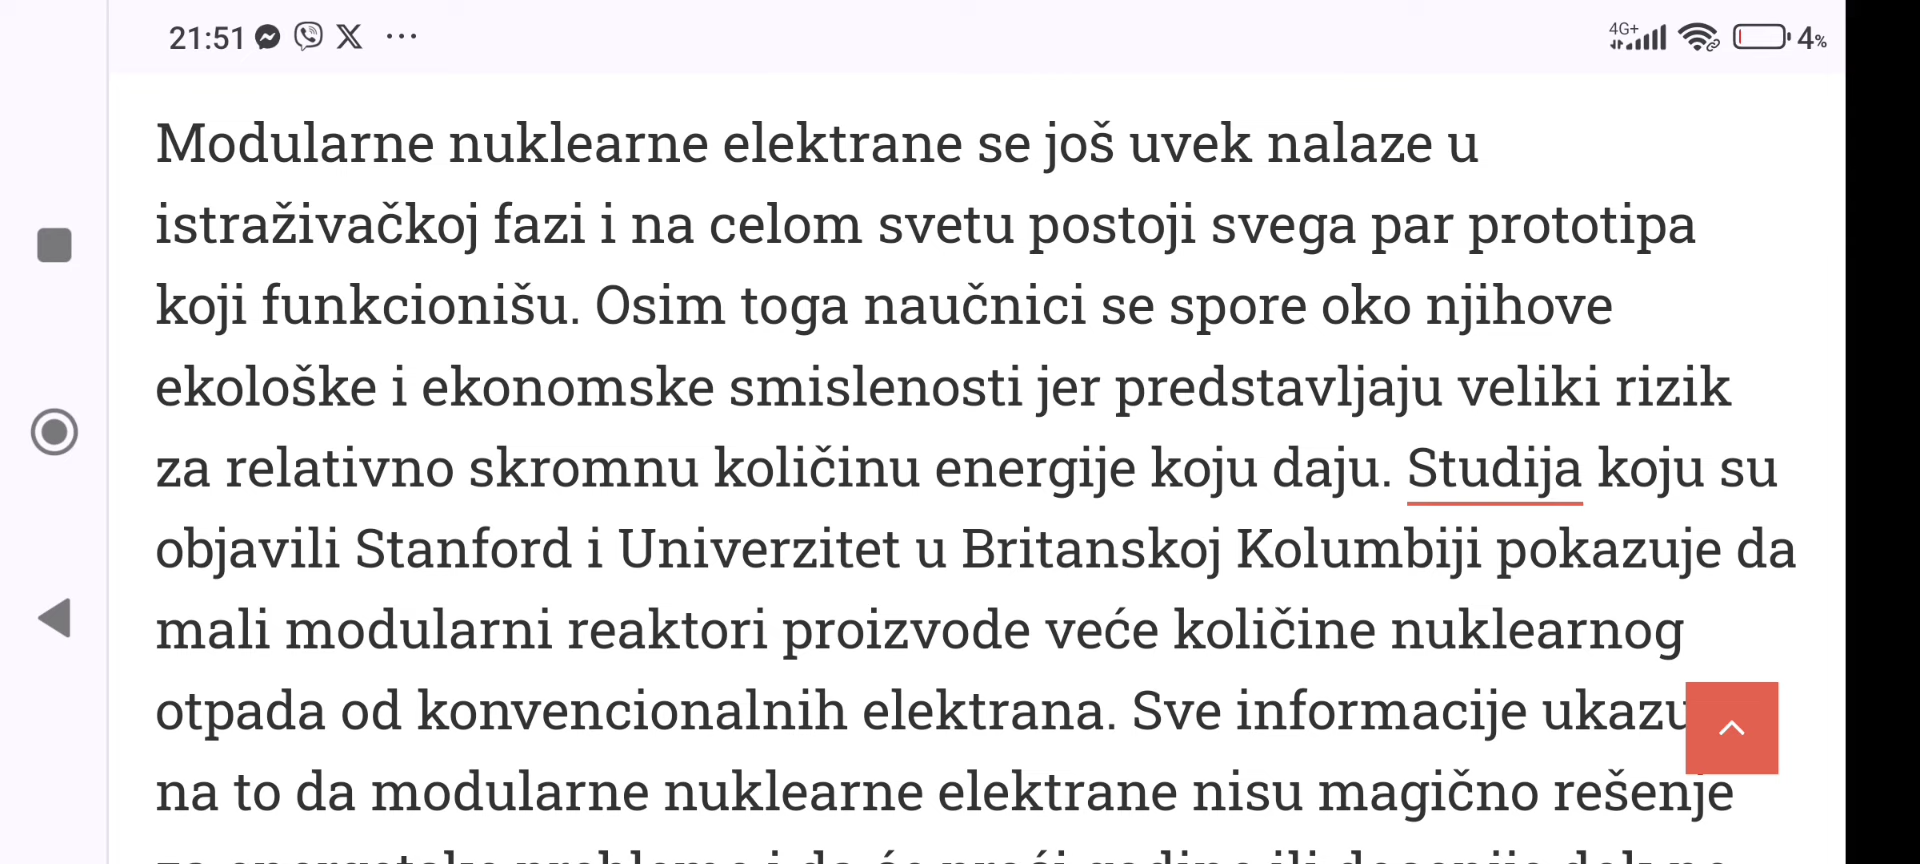 21:51 4G+ 4%
Modularne nuklearne elektrane se još uvek nalaze u
istraživačkoj fazi i na celom svetu postoji svega par prototipa
koji funkcionišu. Osim toga naučnici se spore oko njihove
ekološke i ekonomske smislenosti jer predstavljaju veliki rizik
za relativno skromnu količinu energije koju daju. Studija koju su
objavili Stanford i Univerzitet u Britanskoj Kolumbiji pokazuje da
mali modularni reaktori proizvode veće količine nuklearnog
otpada od konvencionalnih elektrana. Sve informacije ukazu
na to da modularne nuklearne elektrane nisu magično rešenje